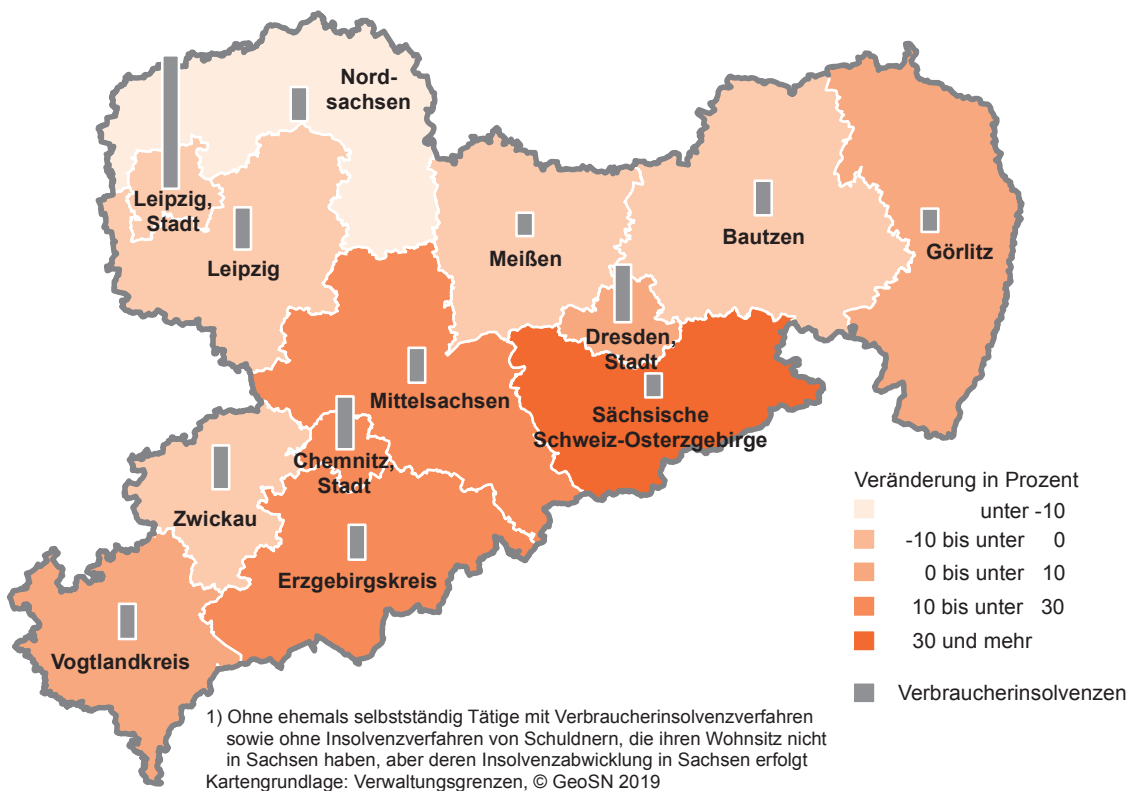 Nord-
sachsen
Leipzig,
Stadt
Leipzig
Meißen
Bautzen
Görlitz
Dresden,
Stadt
Mittelsachsen
Sächsische
Schweiz-Osterzgebirge
Chemnitz,
Stadt
Zwickau
Erzgebirgskreis
Vogtlandkreis
Veränderung in Prozent
unter -10
-10 bis unter 0
0 bis unter 10
10 bis unter 30
30 und mehr
Verbraucherinsolvenzen
1) Ohne ehemals selbstständig Tätige mit Verbraucherinsolvenzverfahren
sowie ohne Insolvenzverfahren von Schuldnern, die ihren Wohnsitz nicht
in Sachsen haben, aber deren Insolvenzabwicklung in Sachsen erfolgt
Kartengrundlage: Verwaltungsgrenzen, © GeoSN 2019